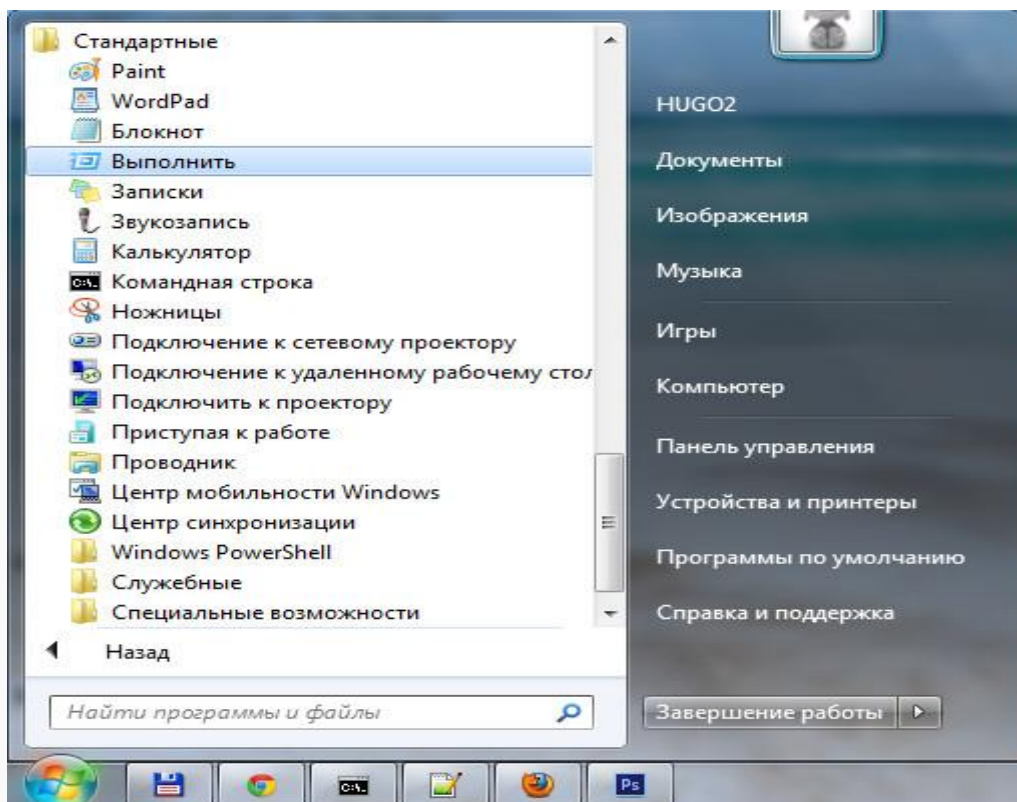 Стандартные
Paint
WordPad
Блокнот
Выполнить
Записки
Звукозапись
Калькулятор
Командная строка
Ножницы
Подключение к сетевому проектору
Подключение к удаленному рабочему стол
Подключить к проектору
Приступая к работе
Проводник
Центр мобильности Windows
Центр синхронизации
Windows PowerShell
Служебные
Специальные возможности
Назад
Найти программы и файлы
HUGO2
Документы
Изображения
Музыка
Игры
Компьютер
Панель управления
Устройства и принтеры
Программы по умолчанию
Справка и поддержка
Завершение работы
C:\_
Ps